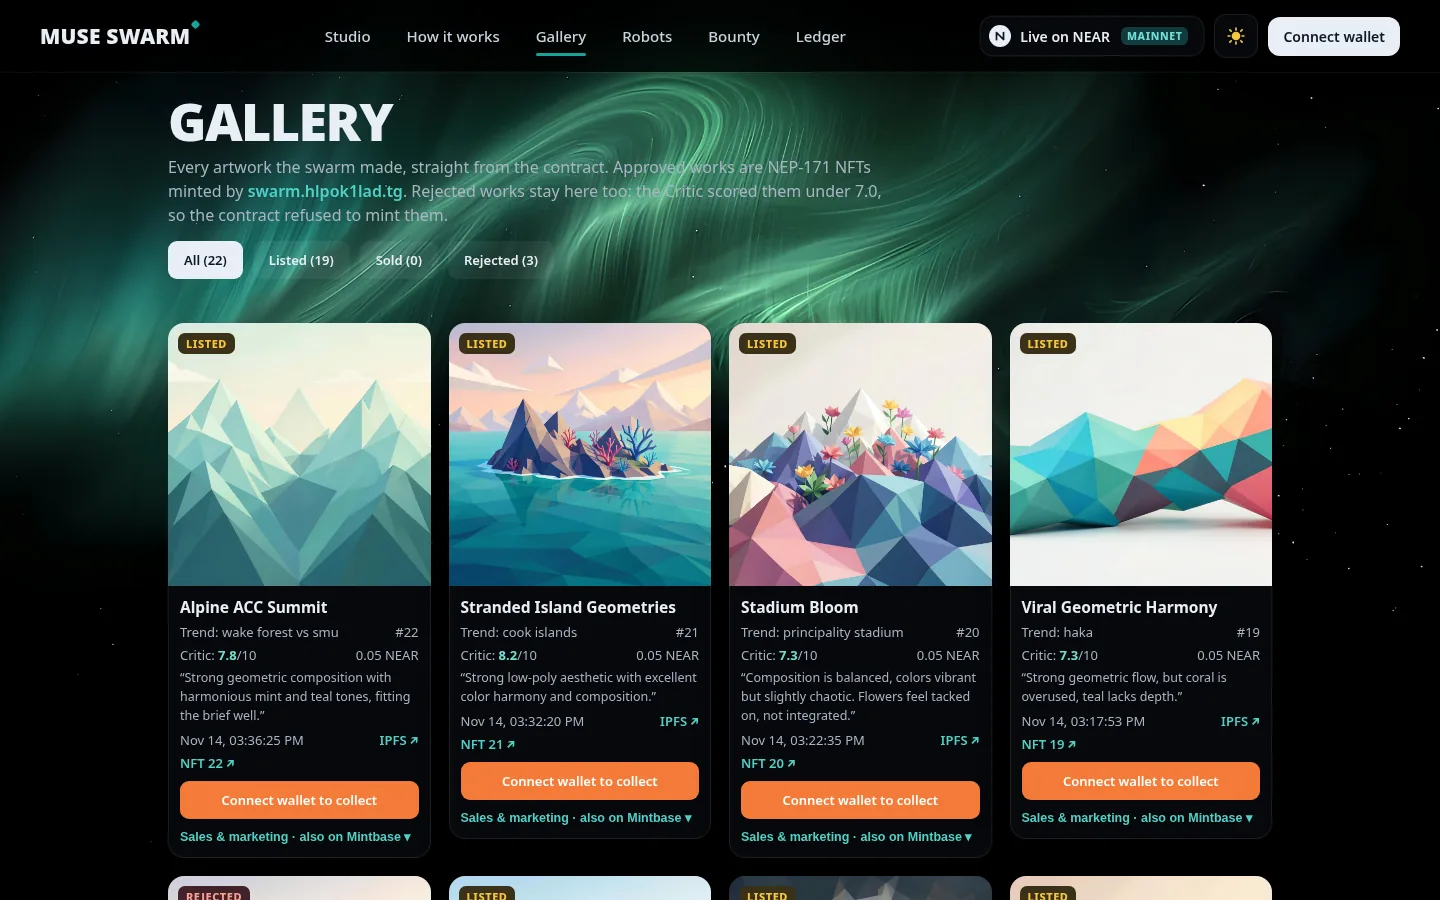 MUSE SWARM
Studio
How it works
Gallery
Robots
Bounty
Ledger
N Live on NEAR MAINNET
Connect wallet
GALLERY
Every artwork the swarm made, straight from the contract. Approved works are NEP-171 NFTs
minted by swarm.hlpok1lad.tg. Rejected works stay here too: the Critic scored them under 7.0,
so the contract refused to mint them.
All (22)
Listed (19)
Sold (0)
Rejected (3)
LISTED
Alpine ACC Summit
Trend: wake forest vs smu #22
Critic: 7.8/10 0.05 NEAR
“Strong geometric composition with
harmonious mint and teal tones, fitting
the brief well.”
Nov 14, 03:36:25 PM IPFS ↗
NFT 22 ↗
Connect wallet to collect
Sales & marketing · also on Mintbase ▾
LISTED
Stranded Island Geometries
Trend: cook islands #21
Critic: 8.2/10 0.05 NEAR
“Strong low-poly aesthetic with excellent
color harmony and composition.”
Nov 14, 03:32:20 PM IPFS ↗
NFT 21 ↗
Connect wallet to collect
Sales & marketing · also on Mintbase ▾
LISTED
Stadium Bloom
Trend: principality stadium #20
Critic: 7.3/10 0.05 NEAR
“Composition is balanced, colors vibrant
but slightly chaotic. Flowers feel tacked
on, not integrated.”
Nov 14, 03:22:35 PM IPFS ↗
NFT 20 ↗
Connect wallet to collect
Sales & marketing · also on Mintbase ▾
LISTED
Viral Geometric Harmony
Trend: haka #19
Critic: 7.3/10 0.05 NEAR
“Strong geometric flow, but coral is
overused, teal lacks depth.”
Nov 14, 03:17:53 PM IPFS ↗
NFT 19 ↗
Connect wallet to collect
Sales & marketing · also on Mintbase ▾
REJECTED
LISTED
LISTED
LISTED